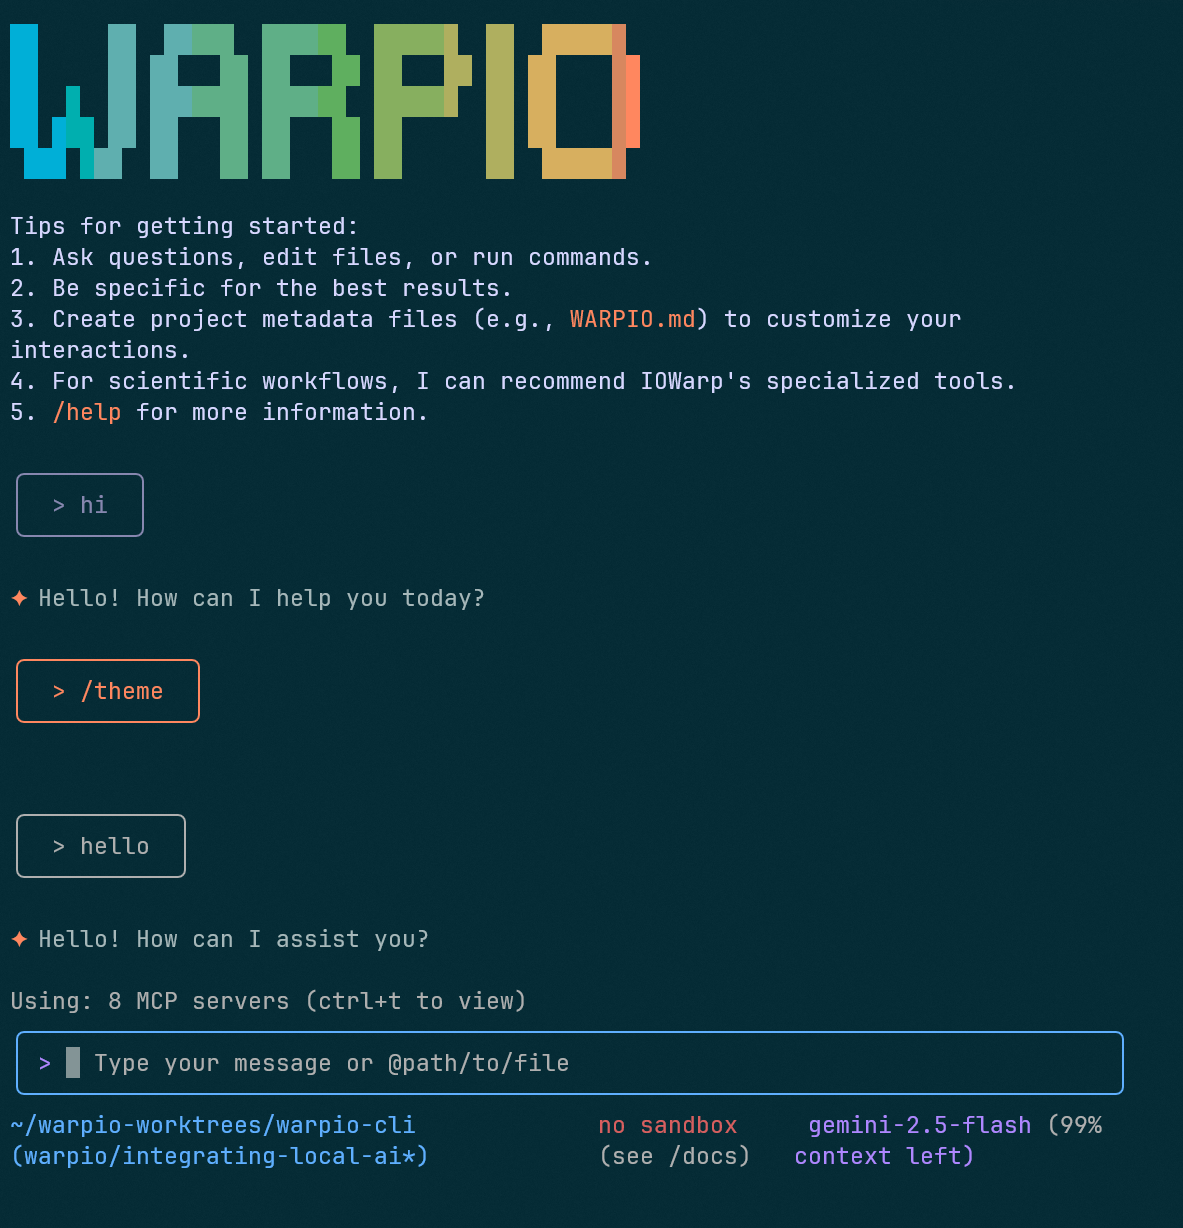 WARPIO
Tips for getting started:
1. Ask questions, edit files, or run commands.
2. Be specific for the best results.
3. Create project metadata files (e.g., WARPIO.md) to customize your
interactions.
4. For scientific workflows, I can recommend IOWarp's specialized tools.
5. /help for more information.
> hi
✦ Hello! How can I help you today?
> /theme
> hello
✦ Hello! How can I assist you?
Using: 8 MCP servers (ctrl+t to view)
> Type your message or @path/to/file
~/warpio-worktrees/warpio-cli no sandbox gemini-2.5-flash (99%
(warpio/integrating-local-ai*) (see /docs) context left)